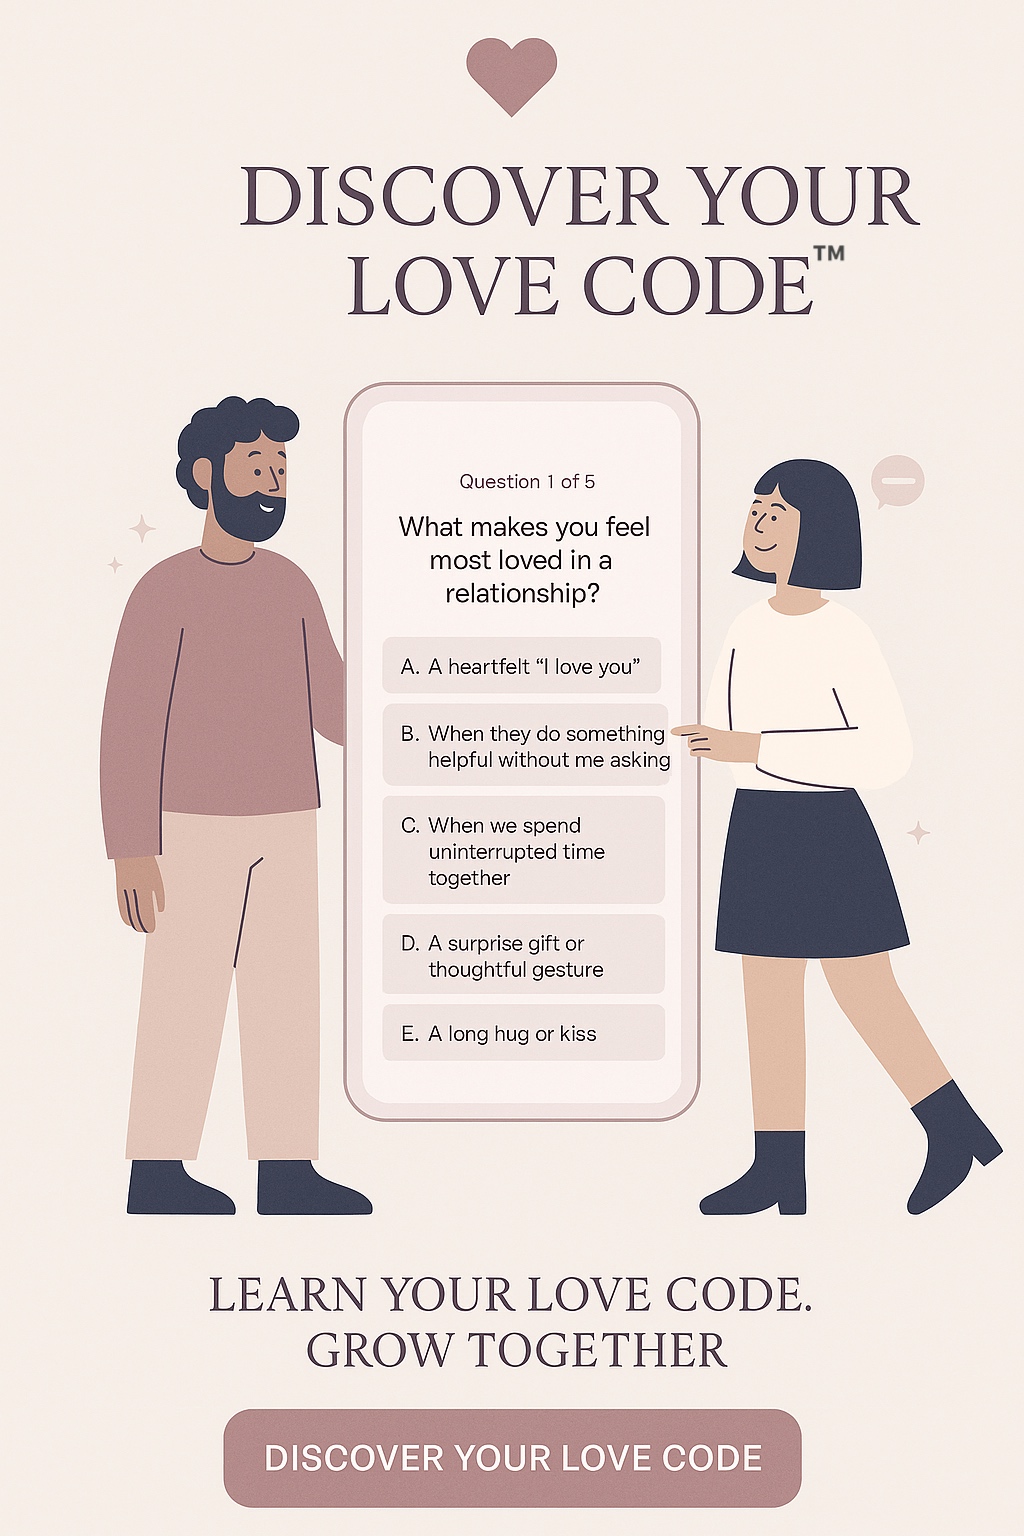 DISCOVER YOUR
LOVE CODE™
Question 1 of 5
What makes you feel
most loved in a
relationship?
A. A heartfelt “I love you”
B. When they do something
helpful without me asking
C. When we spend
uninterrupted time
together
D. A surprise gift or
thoughtful gesture
E. A long hug or kiss
LEARN YOUR LOVE CODE.
GROW TOGETHER
DISCOVER YOUR LOVE CODE